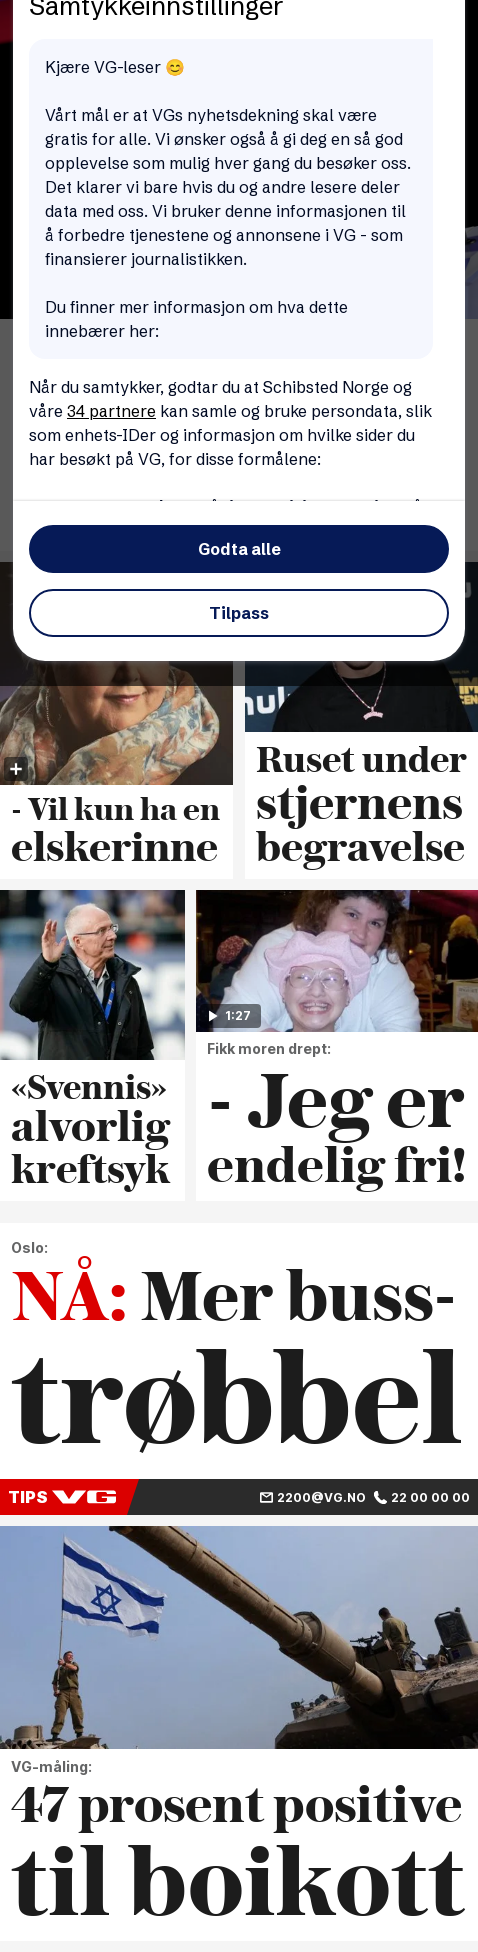 Samtykkeinnstillinger
Kjære VG-leser 😊
Vårt mål er at VGs nyhetsdekning skal være
gratis for alle. Vi ønsker også å gi deg en så god
opplevelse som mulig hver gang du besøker oss.
Det klarer vi bare hvis du og andre lesere deler
data med oss. Vi bruker denne informasjonen til
å forbedre tjenestene og annonsene i VG - som
finansierer journalistikken.
Du finner mer informasjon om hva dette
innebærer her:
Når du samtykker, godtar du at Schibsted Norge og
våre 34 partnere kan samle og bruke persondata, slik
som enhets-IDer og informasjon om hvilke sider du
har besøkt på VG, for disse formålene:
Godta alle
Tilpass
- Vil kun ha en
elskerinne
Ruset under
stjernens
begravelse
«Svennis»
alvorlig
kreftsyk
1:27
Fikk moren drept:
- Jeg er
endelig fri!
Oslo:
NÅ: Mer buss-
trøbbel
TIPS VG
2200@VG.NO 22 00 00 00
VG-måling:
47 prosent positive
til boikott